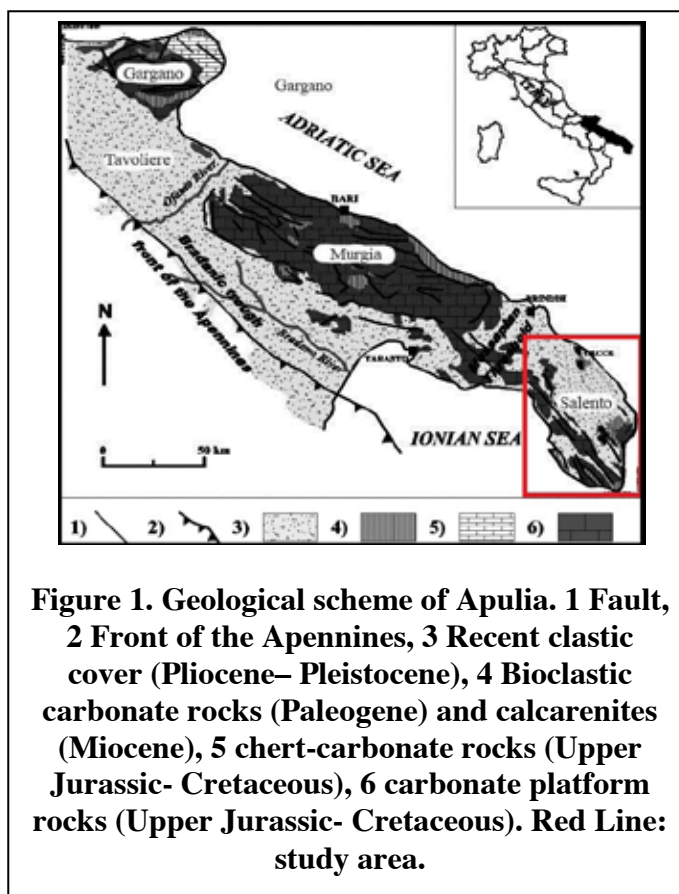 Gargano
Gargano
ADRIATIC SEA
Tavoliere
Ofanto River
BARI
Murgia
Bradanic trough
front of the Apennines
N
BRINDISI
Bradano River
TARANTO
LECCE
Salento
0 50 km
IONIAN SEA
1) 2) 3) 4) 5) 6)
Figure 1. Geological scheme of Apulia. 1 Fault,
2 Front of the Apennines, 3 Recent clastic
cover (Pliocene– Pleistocene), 4 Bioclastic
carbonate rocks (Paleogene) and calcarenites
(Miocene), 5 chert-carbonate rocks (Upper
Jurassic- Cretaceous), 6 carbonate platform
rocks (Upper Jurassic- Cretaceous). Red Line:
study area.